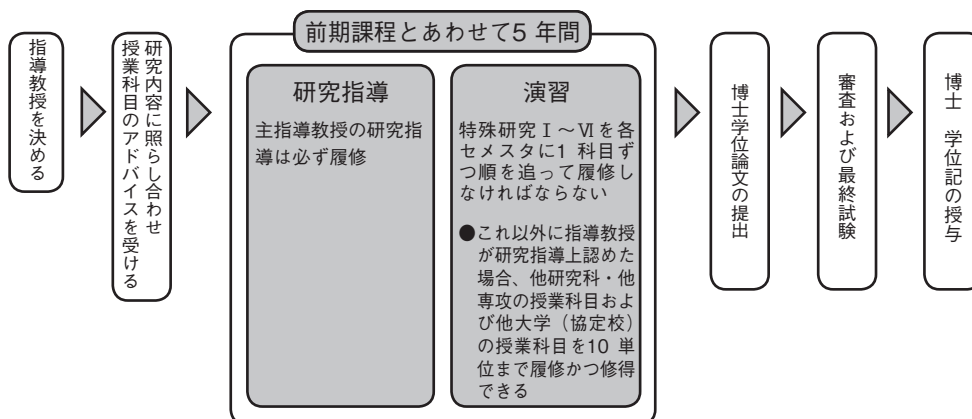 指導教授を決める
研究内容に照らし合わせ
授業科目のアドバイスを受ける
前期課程とあわせて5 年間
研究指導
主指導教授の研究指
導は必ず履修
演習
特殊研究Ⅰ～Ⅵを各
セメスタに1 科目ず
つ順を追って履修し
なければならない
●これ以外に指導教授
が研究指導上認めた
場合、他研究科・他
専攻の授業科目およ
び他大学（協定校）
の授業科目を10 単
位まで履修かつ修得
できる
博士学位論文の提出
審査および最終試験
博士　学位記の授与